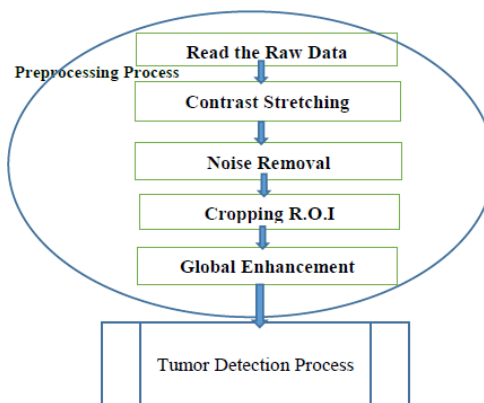 Read the Raw Data
Preprocessing Process
Contrast Stretching
Noise Removal
Cropping R.O.I
Global Enhancement
Tumor Detection Process